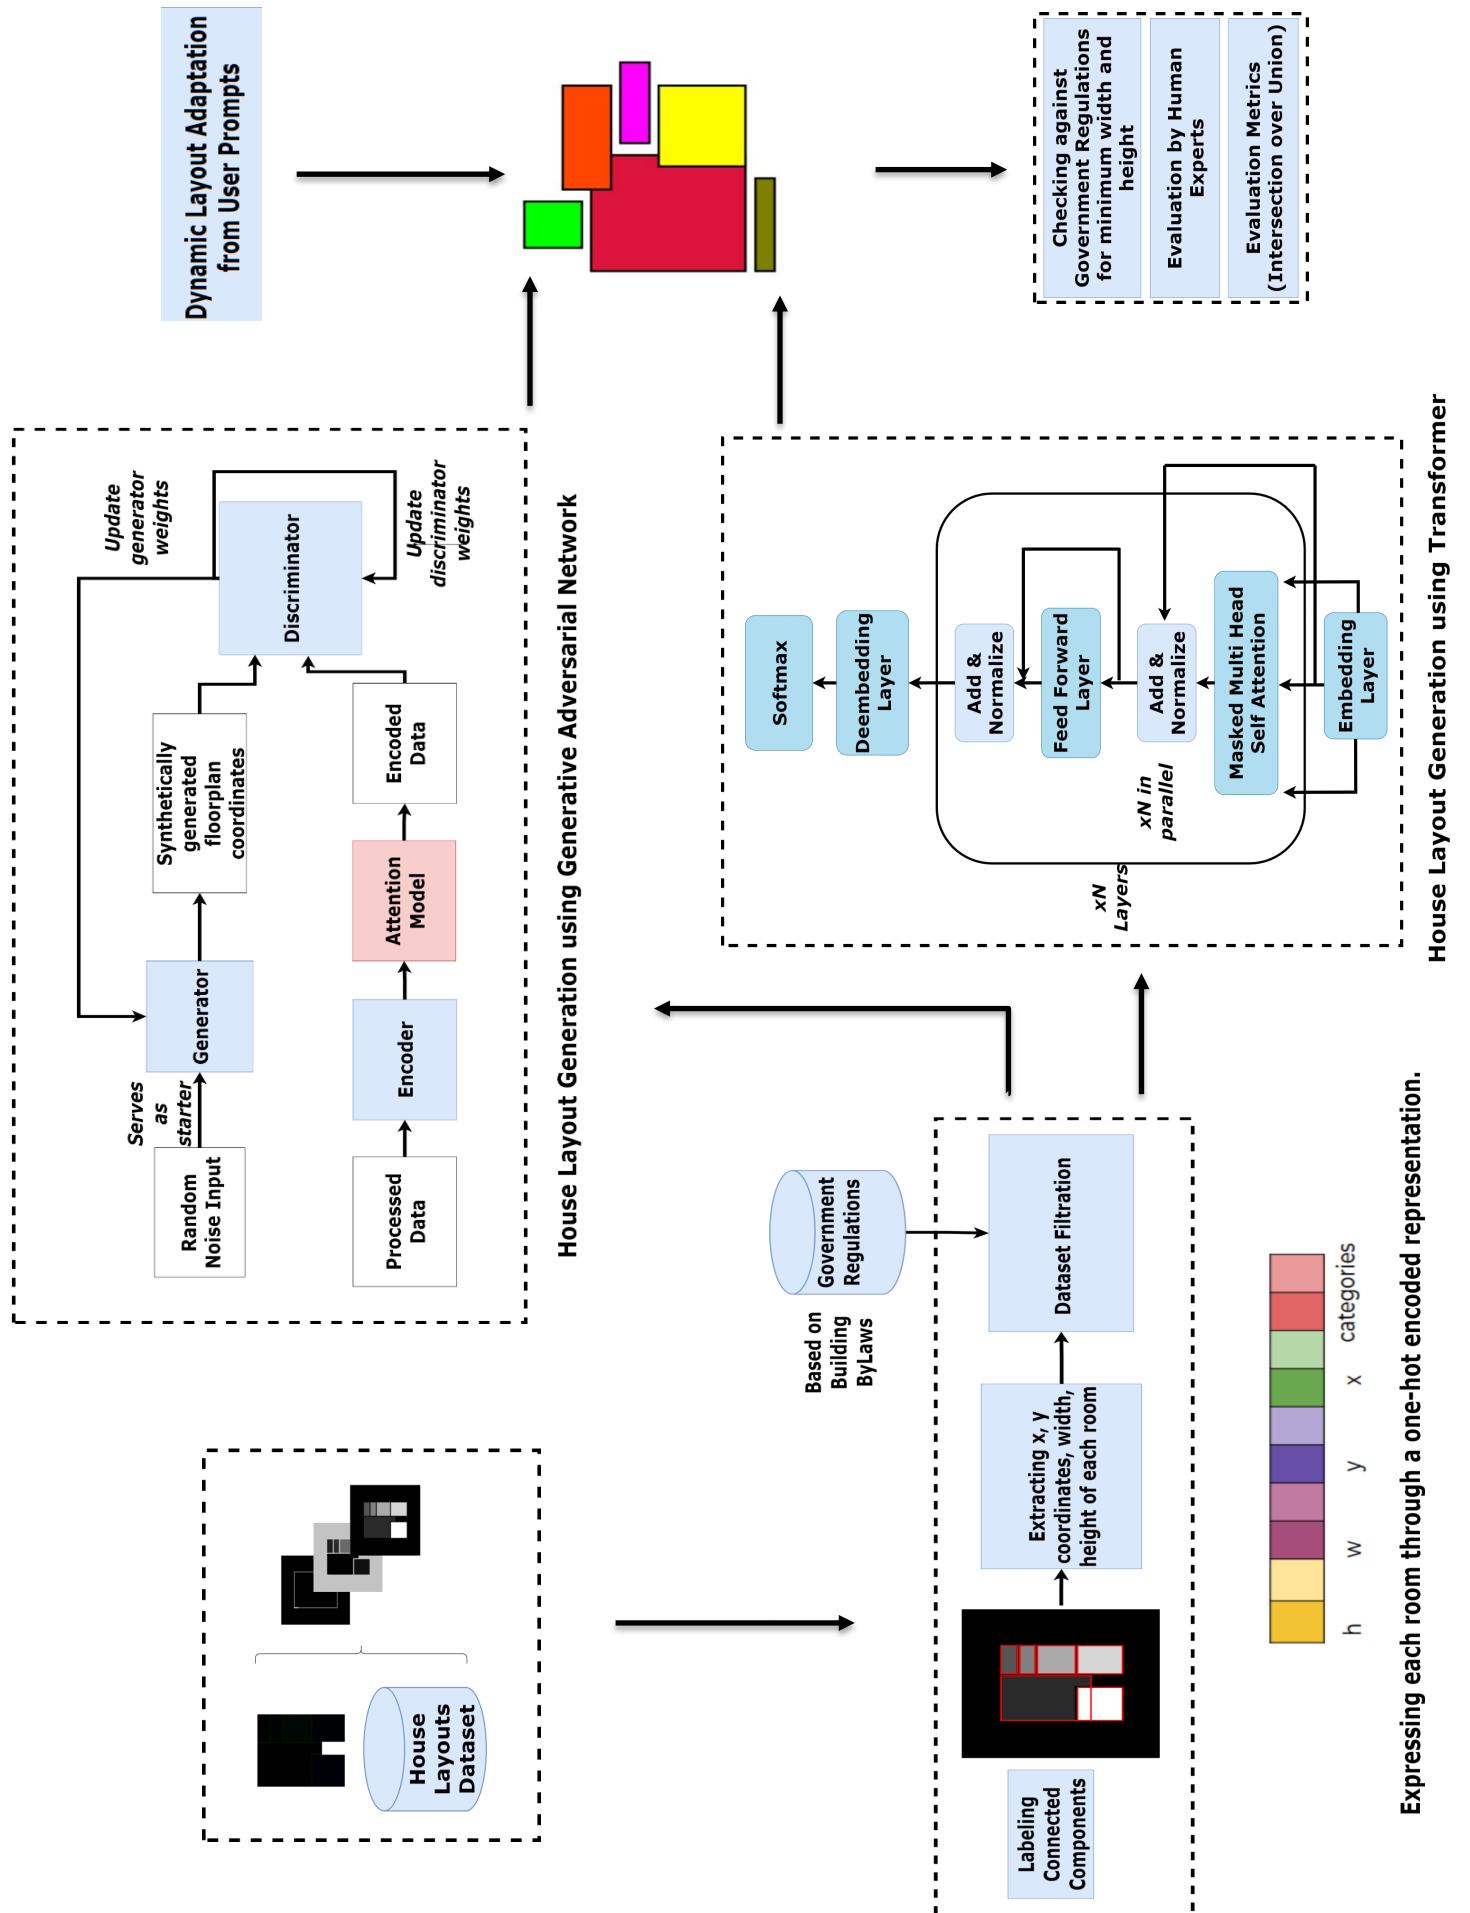 House
Layouts
Dataset
Labeling
Connected
Components
Extracting x, y
coordinates, width,
height of each room
Dataset Filtration
Government
Regulations
Based on
Building
ByLaws
h
w
y
x
categories
Expressing each room through a one-hot encoded representation.
Random
Noise Input
Serves
as
starter
Generator
Synthetically
generated
floorplan
coordinates
Update
generator
weights
Discriminator
Update
discriminator
weights
Processed
Data
Encoder
Attention
Model
Encoded
Data
House Layout Generation using Generative Adversarial Network
Softmax
Deembedding
Layer
Add &
Normalize
Feed Forward
Layer
Add &
Normalize
xN in
parallel
Masked Multi Head
Self Attention
Embedding
Layer
xN
Layers
House Layout Generation using Transformer
Dynamic Layout Adaptation
from User Prompts
Checking against
Government Regulations
for minimum width and
height
Evaluation by Human
Experts
Evaluation Metrics
(Intersection over Union)